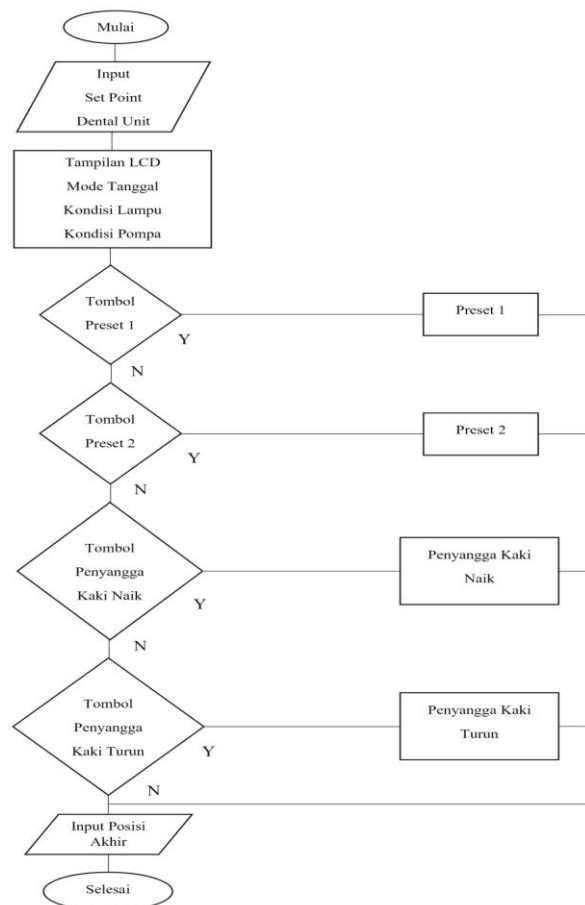 Mulai
Input
Set Point
Dental Unit
Tampilan LCD
Mode Tanggal
Kondisi Lampu
Kondisi Pompa
Tombol
Preset 1
Y
Preset 1
N
Tombol
Preset 2
Y
Preset 2
N
Tombol
Penyangga
Kaki Naik
Y
Penyangga Kaki
Naik
N
Tombol
Penyangga
Kaki Turun
Y
Penyangga Kaki
Turun
N
Input Posisi
Akhir
Selesai